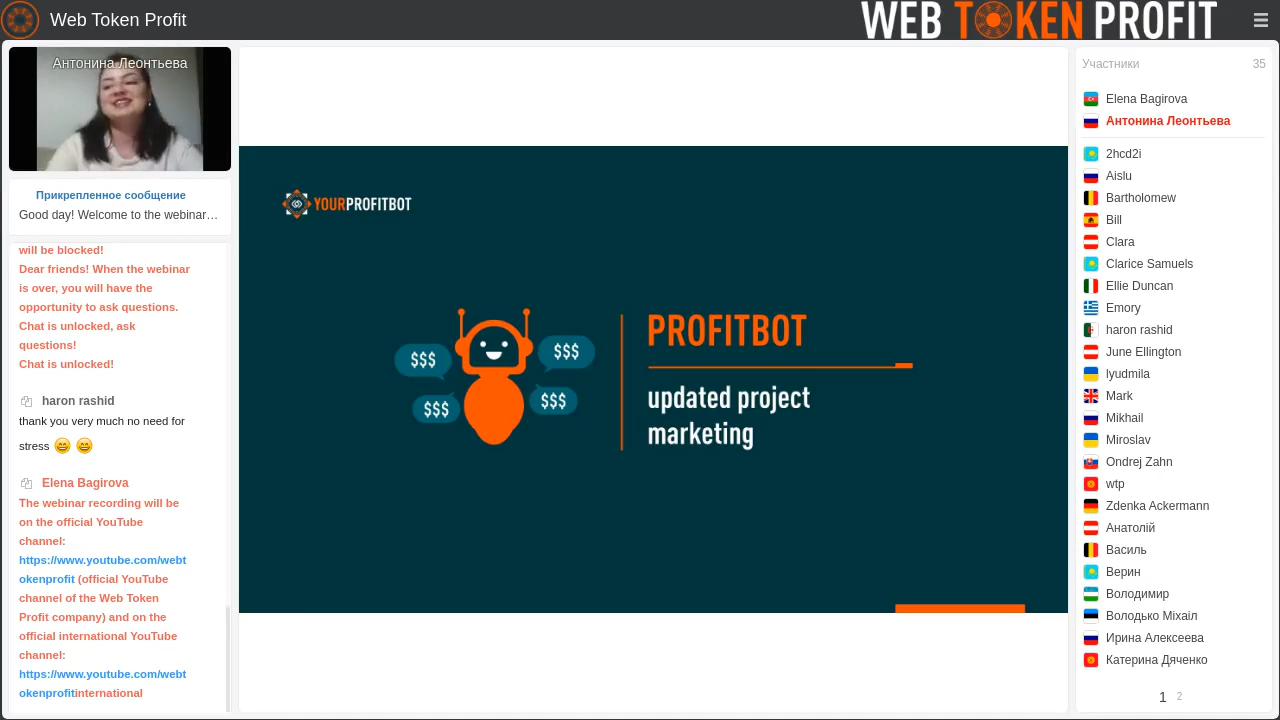 Web Token Profit
WEB TOKEN PROFIT
Антонина Леонтьева
Прикрепленное сообщение
Good day! Welcome to the webinar…
will be blocked!
Dear friends! When the webinar
is over, you will have the
opportunity to ask questions.
Chat is unlocked, ask
questions!
Chat is unlocked!
haron rashid
thank you very much no need for
stress
Elena Bagirova
The webinar recording will be
on the official YouTube
channel:
https://www.youtube.com/webt
okenprofit (official YouTube
channel of the Web Token
Profit company) and on the
official international YouTube
channel:
https://www.youtube.com/webt
okenprofitinternational
YOURPROFITBOT
$$$
$$$
$$$
$$$
PROFITBOT
updated project
marketing
Участники 35
Elena Bagirova
Антонина Леонтьева
2hcd2i
Aislu
Bartholomew
Bill
Clara
Clarice Samuels
Ellie Duncan
Emory
haron rashid
June Ellington
lyudmila
Mark
Mikhail
Miroslav
Ondrej Zahn
wtp
Zdenka Ackermann
Анатолій
Василь
Верин
Володимир
Володько Міхаіл
Ирина Алексеева
Катерина Дяченко
1 2